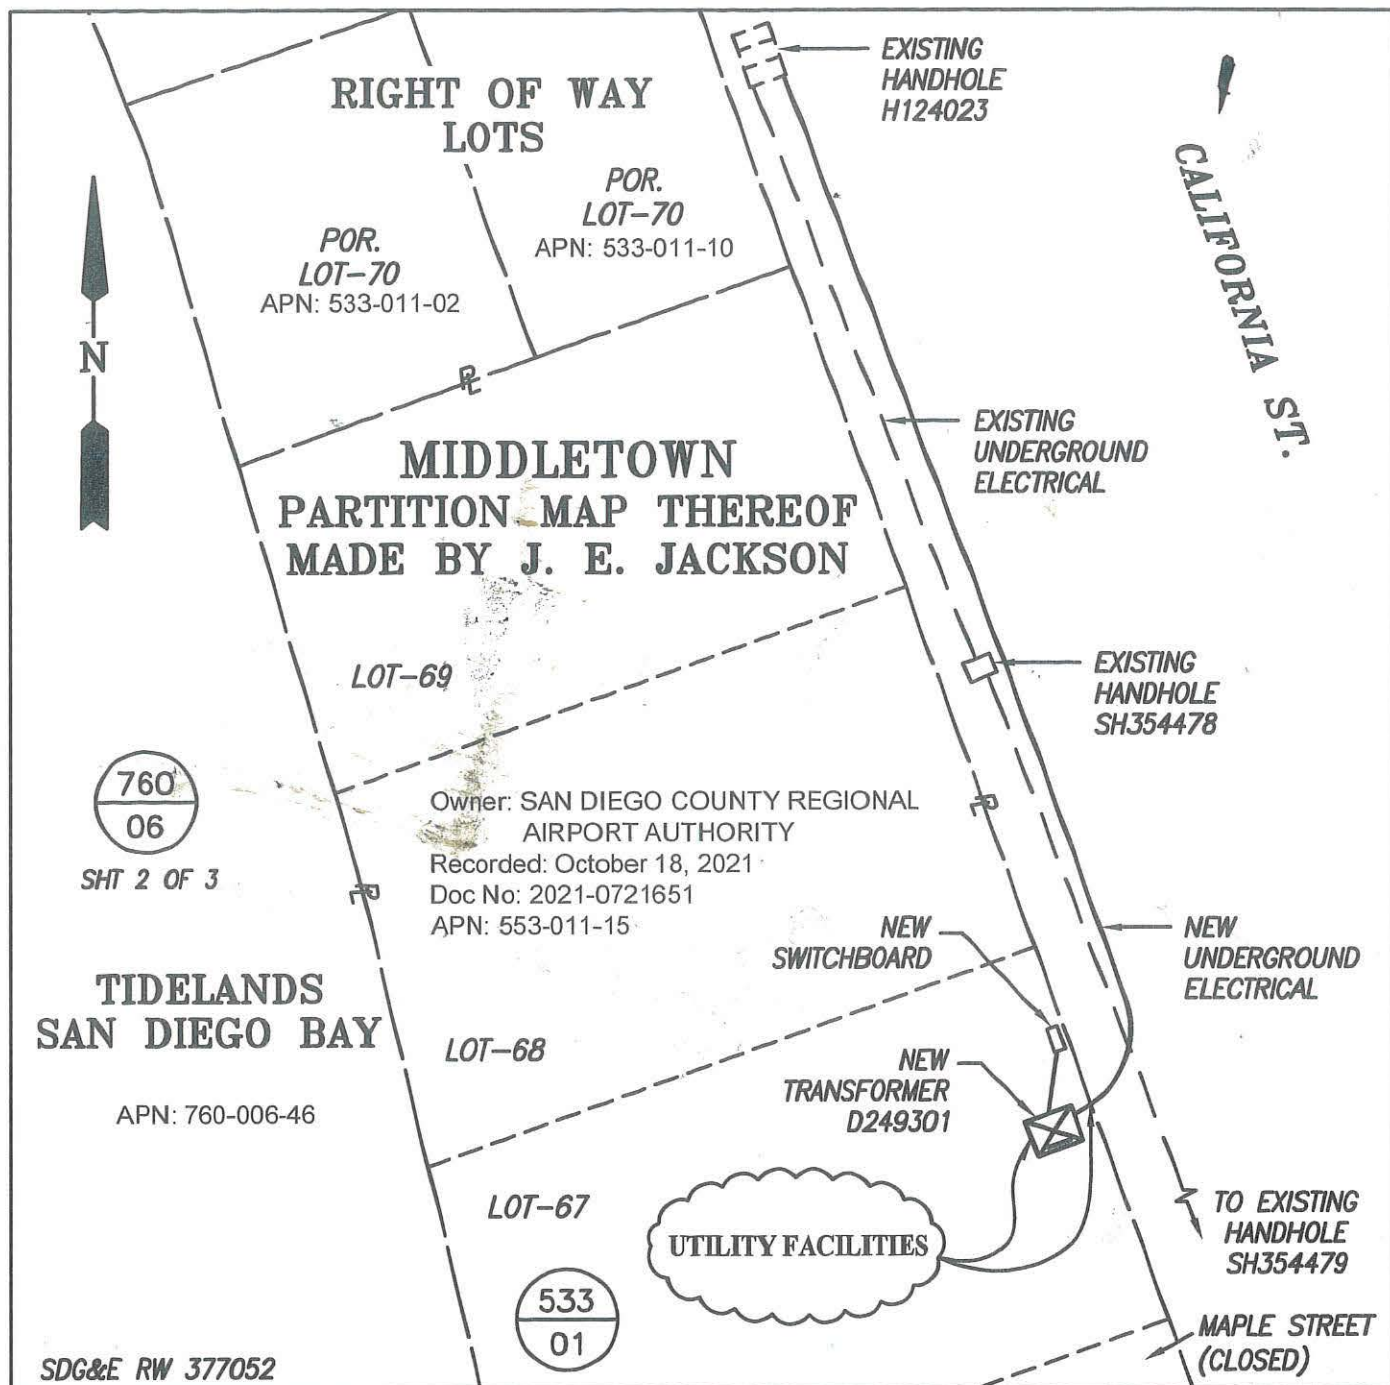 EXISTING
HANDHOLE
H124023
RIGHT OF WAY
LOTS
CALIFORNIA ST.
POR.
LOT-70
APN: 533-011-10
POR.
LOT-70
APN: 533-011-02
N
PL
EXISTING
UNDERGROUND
ELECTRICAL
MIDDLETOWN
PARTITION MAP THEREOF
MADE BY J. E. JACKSON
LOT-69
EXISTING
HANDHOLE
SH354478
760
06
SHT 2 OF 3
Owner: SAN DIEGO COUNTY REGIONAL
AIRPORT AUTHORITY
Recorded: October 18, 2021
Doc No: 2021-0721651
APN: 553-011-15
PL
PL
NEW
SWITCHBOARD
NEW
UNDERGROUND
ELECTRICAL
TIDELANDS
SAN DIEGO BAY
APN: 760-006-46
LOT-68
NEW
TRANSFORMER
D249301
LOT-67
UTILITY FACILITIES
TO EXISTING
HANDHOLE
SH354479
533
01
MAPLE STREET
(CLOSED)
SDG&E RW 377052